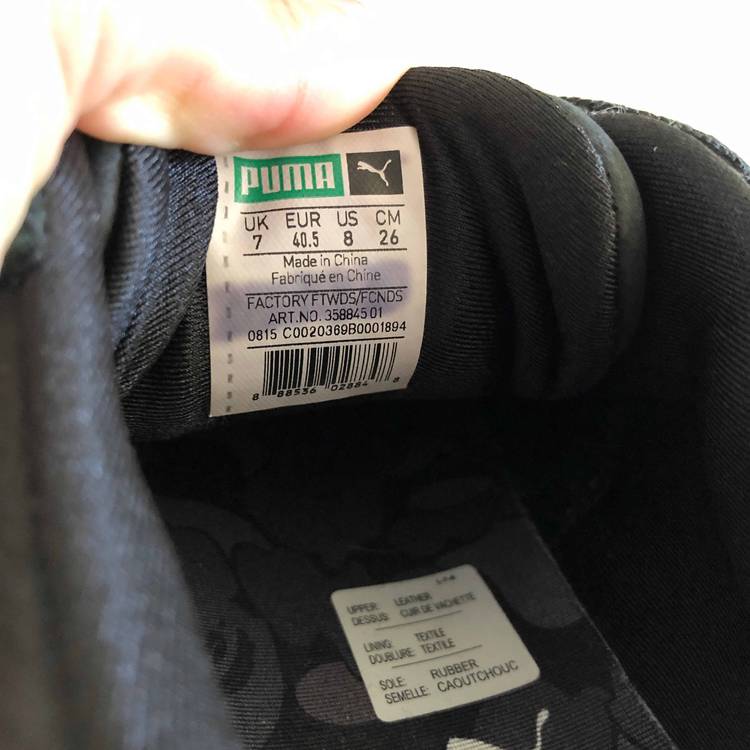 PUMA
UK EUR US CM
7 40.5 8 26
Made in China
Fabriqué en Chine
FACTORY FTWDS/FCNDS
ART.NO. 358845 01
0815 C0020369B0001894
8 88536 02884 8
UPPER: LEATHER
DESSUS: CUIR DE VACHETTE
LINING: TEXTILE
DOUBLURE: TEXTILE
SOLE: RUBBER
SEMELLE: CAOUTCHOUC